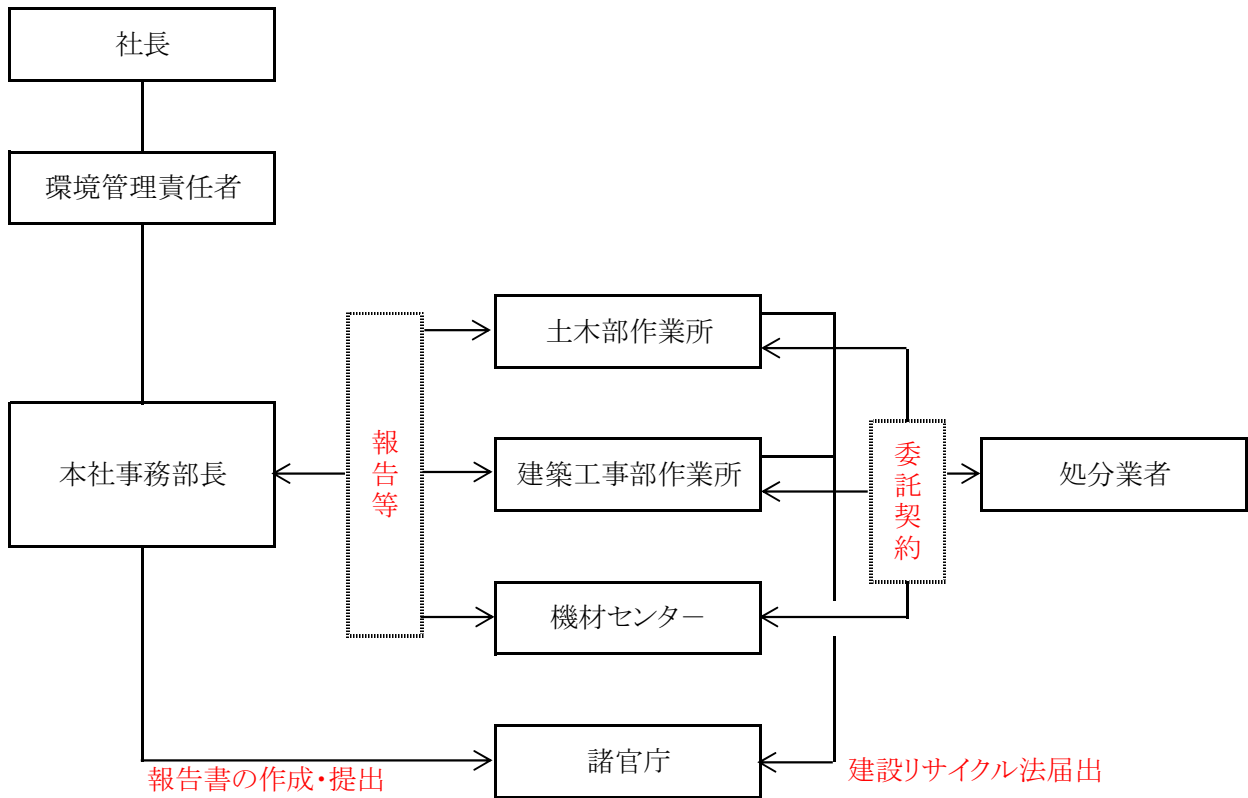 社長
環境管理責任者
土木部作業所
本社事務部長
報告等
建築工事部作業所
委託契約
処分業者
機材センター
諸官庁
報告書の作成・提出
建設リサイクル法届出